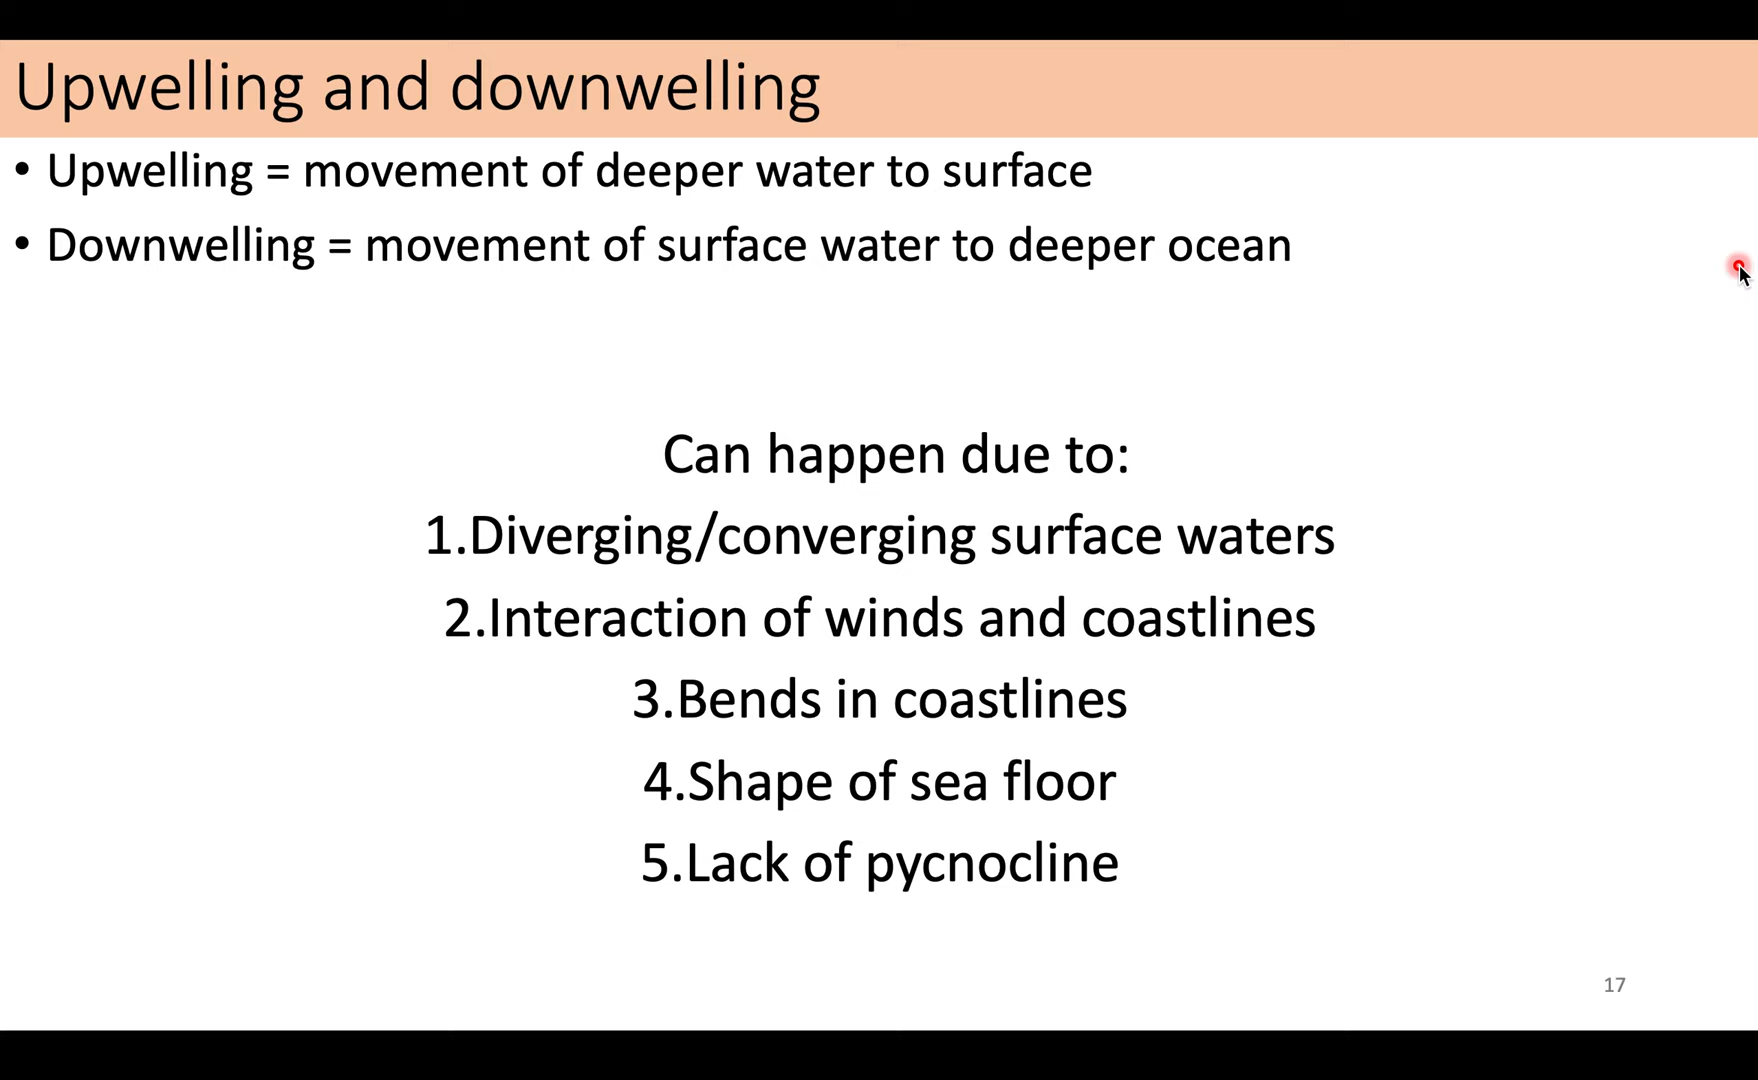 Upwelling and downwelling
• Upwelling = movement of deeper water to surface
• Downwelling = movement of surface water to deeper ocean
Can happen due to:
1.Diverging/converging surface waters
2.Interaction of winds and coastlines
3.Bends in coastlines
4.Shape of sea floor
5.Lack of pycnocline
17